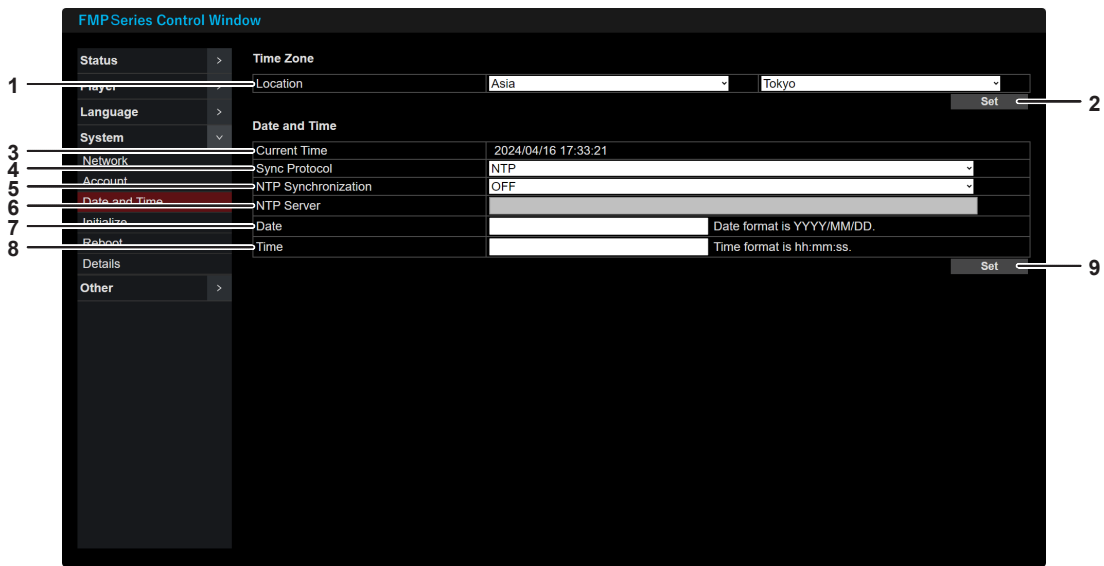 FMP Series Control Window
Status >
Time Zone
1 Player > Location Asia Tokyo
Set 2
Language >
Date and Time
System
3 Current Time 2024/04/16 17:33:21
Network
4 Sync Protocol NTP
Account
5 NTP Synchronization OFF
Date and Time
6 NTP Server
Initialize
7 Date Date format is YYYY/MM/DD.
Reboot
8 Time Time format is hh:mm:ss.
Details
Set 9
Other >